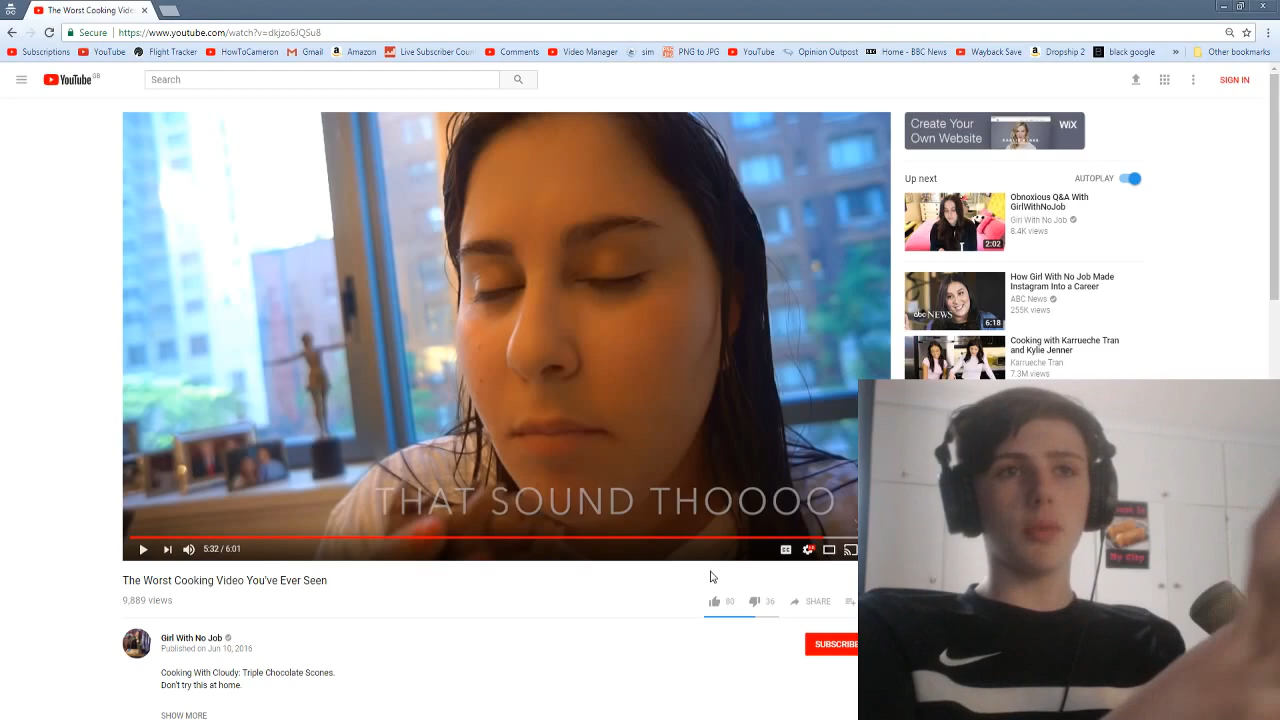 The Worst Cooking Vide
Secure
https://www.youtube.com/watch?v=dkjzo6JQSu8
Subscriptions
YouTube
Flight Tracker
HowToCameron
Gmail
Amazon
Live Subscriber Coun
Comments
Video Manager
sim
PNG to JPG
YouTube
Opinion Outpost
Home - BBC News
Wayback Save
Dropship
black google
»
Other bookmarks
YouTube GB
Search
SIGN IN
Create Your
Own Website
WiX
Up next
AUTOPLAY
Obnoxious Q&A With
GirlWithNoJob
Girl With No Job
8.4K views
2:02
How Girl With No Job Made
Instagram Into a Career
ABC News
255K views
abcNEWS
6:18
Cooking with Karrueche Tran
and Kylie Jenner
Karrueche Tran
7.3M views
THAT SOUND THOOOO
5:32 / 6:01
The Worst Cooking Video You've Ever Seen
9,889 views
80
36
SHARE
Girl With No Job
Published on Jun 10, 2016
SUBSCRIBE
Cooking With Cloudy: Triple Chocolate Scones.
Don't try this at home.
SHOW MORE
My City